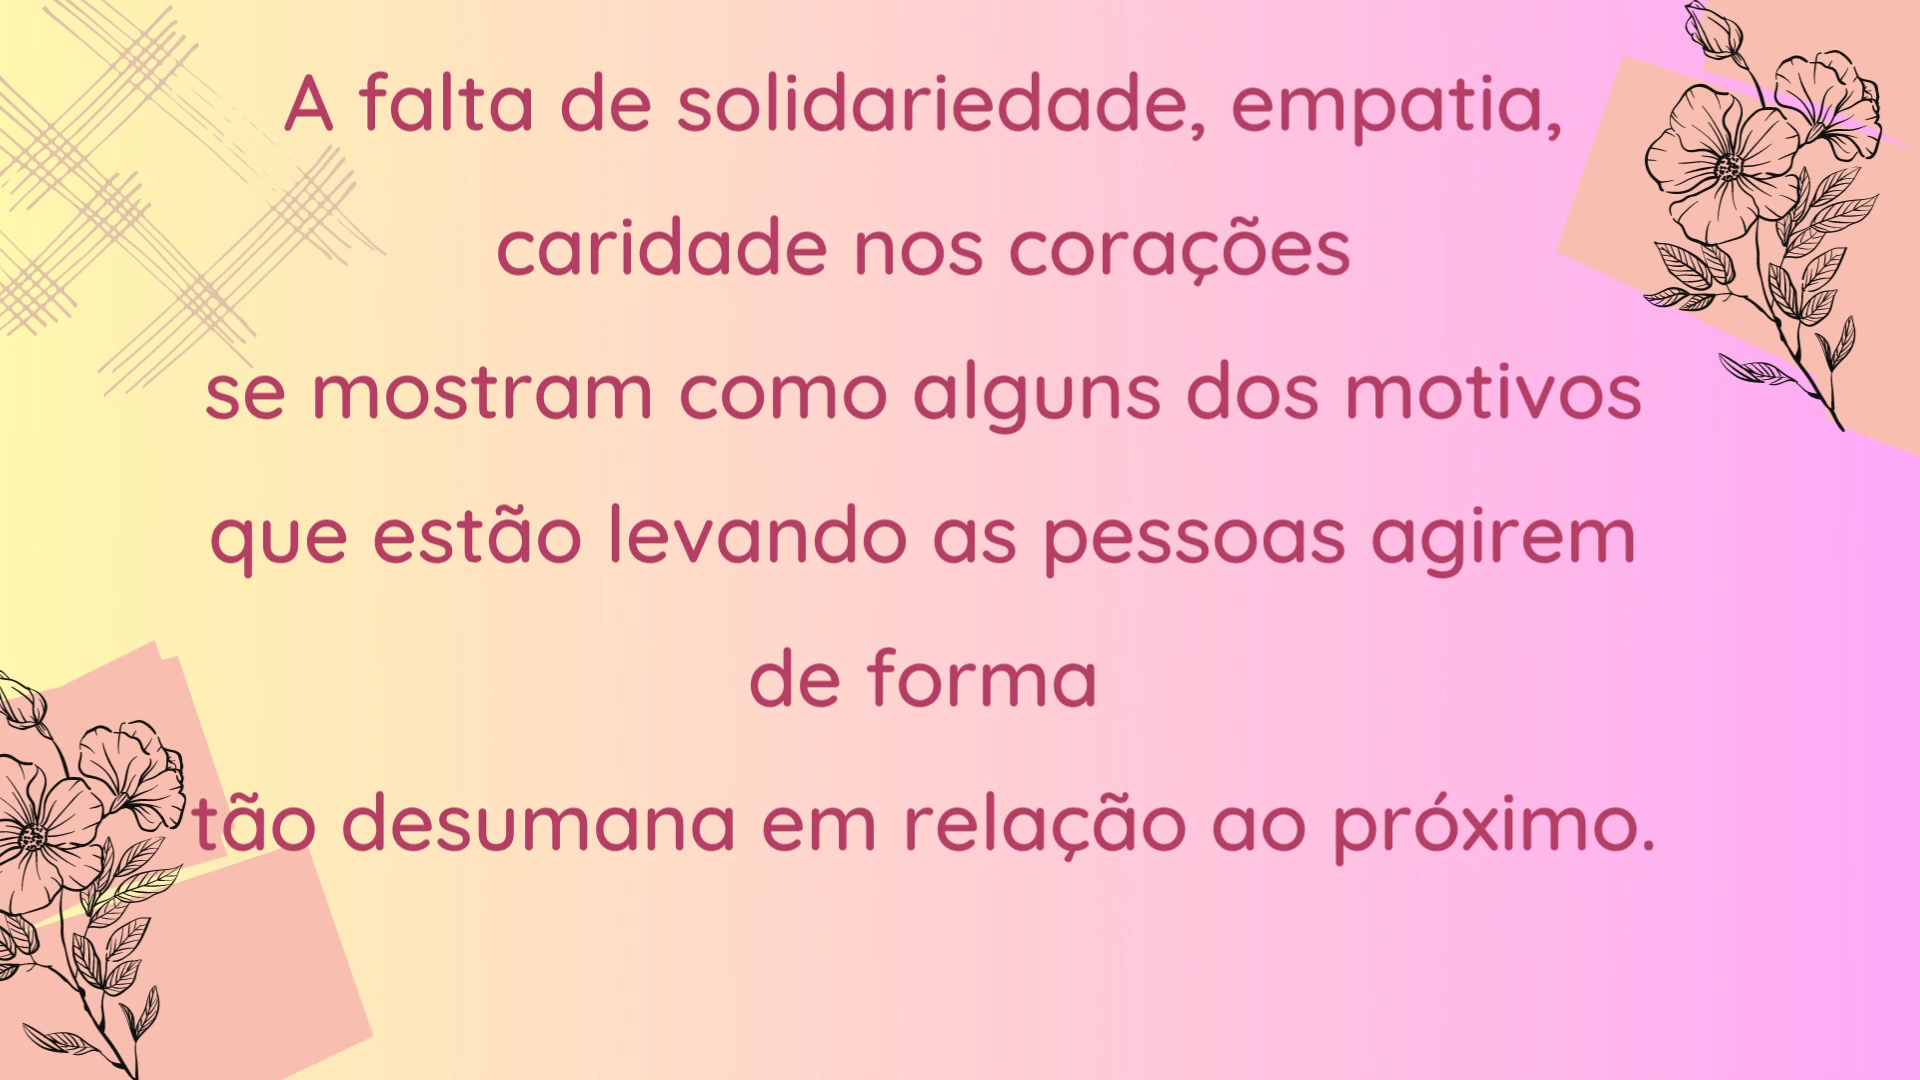 A falta de solidariedade, empatia,
caridade nos corações
se mostram como alguns dos motivos
que estão levando as pessoas agirem
de forma
tão desumana em relação ao próximo.